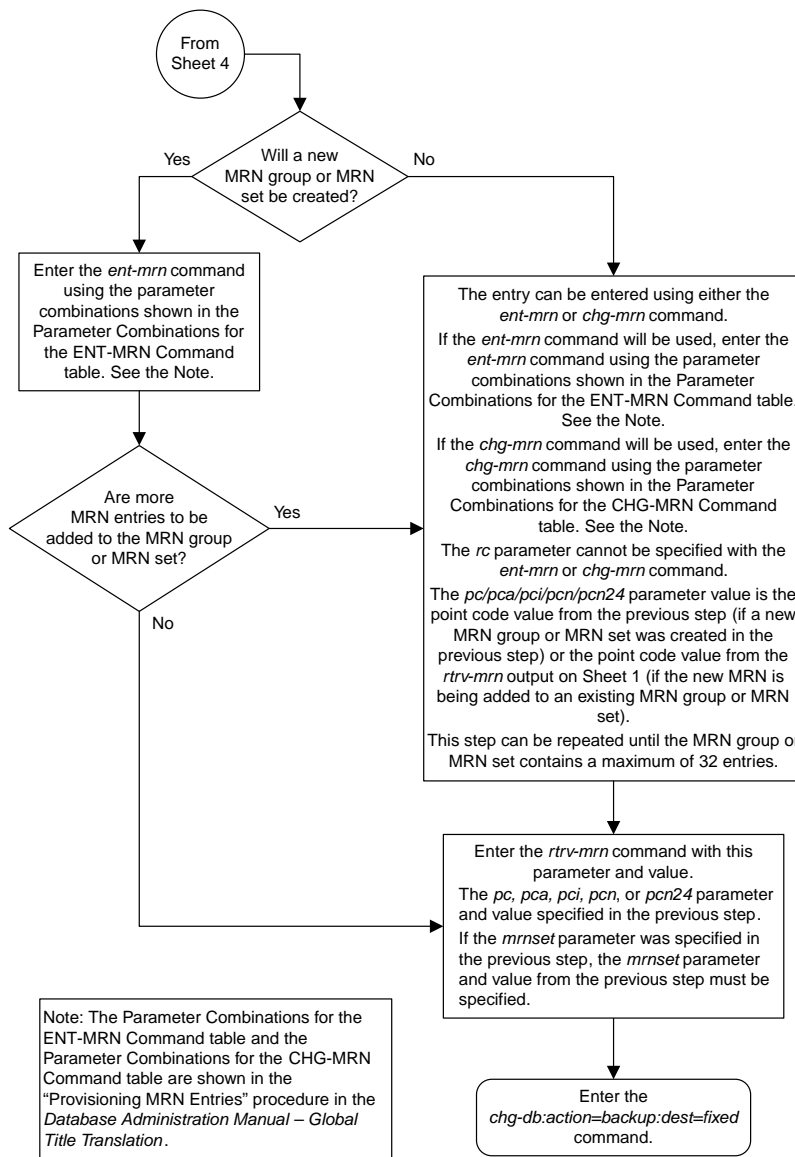 From
Sheet 4
Will a new
MRN group or MRN
set be created?
Yes
No
Enter the ent-mrn command
using the parameter
combinations shown in the
Parameter Combinations for
the ENT-MRN Command
table. See the Note.
Are more
MRN entries to be
added to the MRN group
or MRN set?
Yes
No
The entry can be entered using either the
ent-mrn or chg-mrn command.
If the ent-mrn command will be used, enter the
ent-mrn command using the parameter
combinations shown in the Parameter
Combinations for the ENT-MRN Command table.
See the Note.
If the chg-mrn command will be used, enter the
chg-mrn command using the parameter
combinations shown in the Parameter
Combinations for the CHG-MRN Command
table. See the Note.
The rc parameter cannot be specified with the
ent-mrn or chg-mrn command.
The pc/pca/pci/pcn/pcn24 parameter value is the
point code value from the previous step (if a new
MRN group or MRN set was created in the
previous step) or the point code value from the
rtrv-mrn output on Sheet 1 (if the new MRN is
being added to an existing MRN group or MRN
set).
This step can be repeated until the MRN group or
MRN set contains a maximum of 32 entries.
Enter the rtrv-mrn command with this
parameter and value.
The pc, pca, pci, pcn, or pcn24 parameter
and value specified in the previous step.
If the mrnset parameter was specified in
the previous step, the mrnset parameter
and value from the previous step must be
specified.
Note: The Parameter Combinations for the
ENT-MRN Command table and the
Parameter Combinations for the CHG-MRN
Command table are shown in the
“Provisioning MRN Entries” procedure in the
Database Administration Manual – Global
Title Translation.
Enter the
chg-db:action=backup:dest=fixed
command.